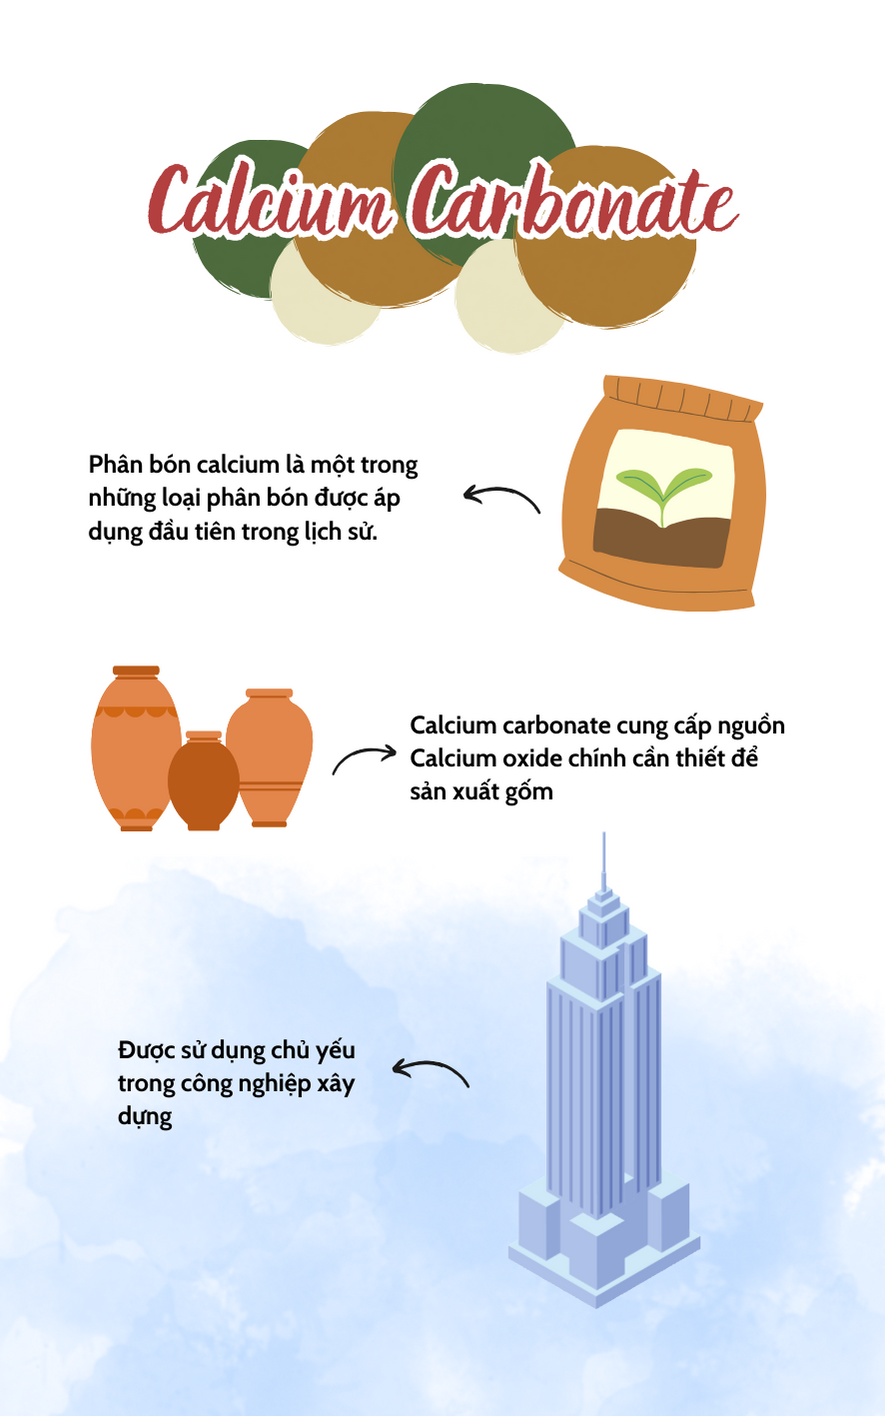 Calcium Carbonate
Phân bón calcium là một trong
những loại phân bón được áp
dụng đầu tiên trong lịch sử.
Calcium carbonate cung cấp nguồn
Calcium oxide chính cần thiết để
sản xuất gốm
Được sử dụng chủ yếu
trong công nghiệp xây
dựng